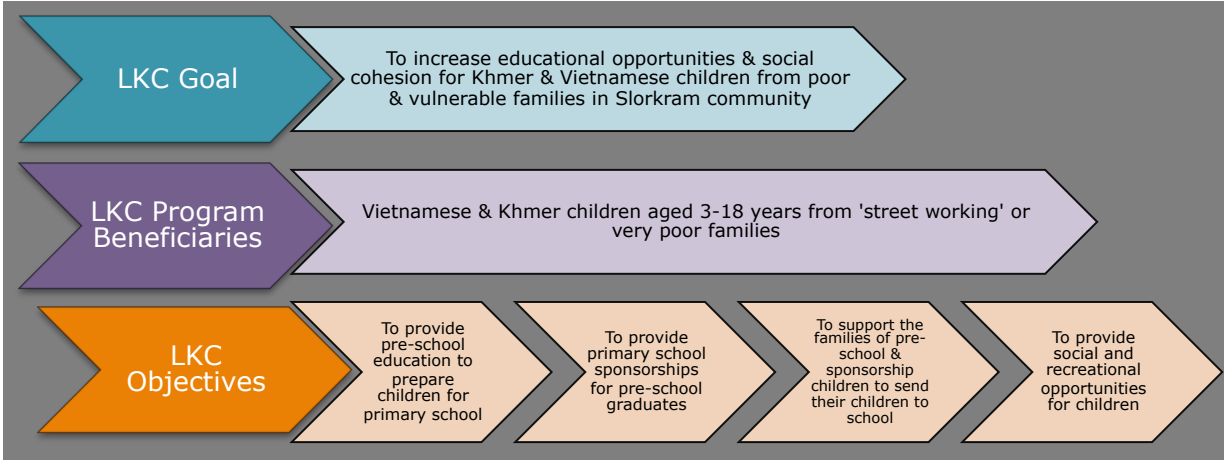 LKC Goal
To increase educational opportunities & social
cohesion for Khmer & Vietnamese children from poor
& vulnerable families in Slorkram community
LKC Program
Beneficiaries
Vietnamese & Khmer children aged 3-18 years from 'street working' or
very poor families
LKC
Objectives
To provide
pre-school
education to
prepare
children for
primary school
To provide
primary school
sponsorships
for pre-school
graduates
To support the
families of pre-
school &
sponsorship
children to send
their children to
school
To provide
social and
recreational
opportunities
for children